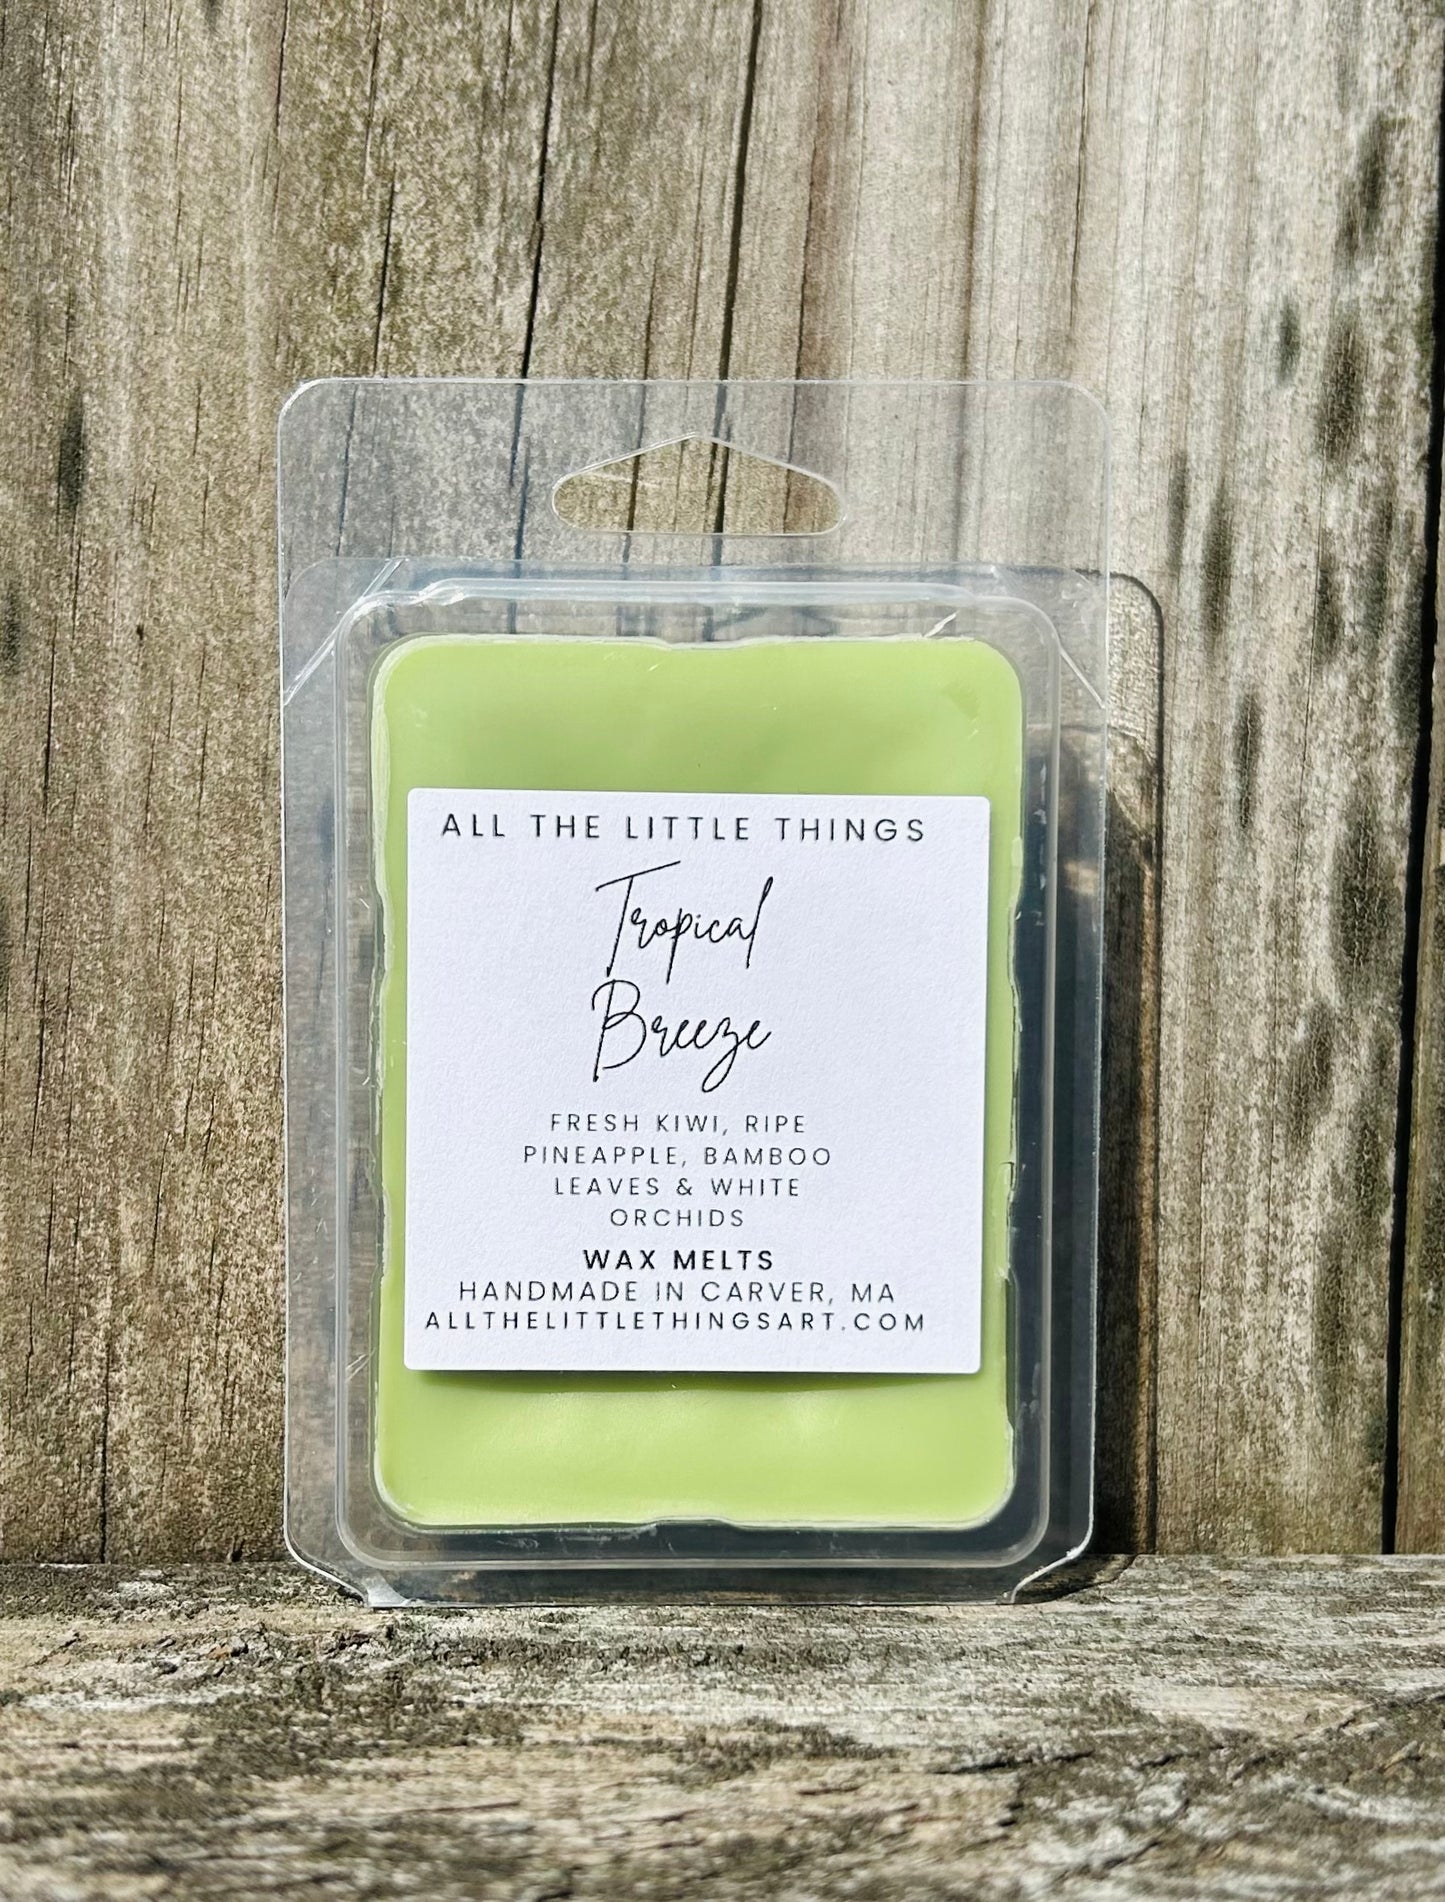 ALL THE LITTLE THINGS
Tropical
Breeze
FRESH KIWI, RIPE
PINEAPPLE, BAMBOO
LEAVES & WHITE
ORCHIDS
WAX MELTS
HANDMADE IN CARVER, MA
ALLTHELITTLETHINGSART.COM